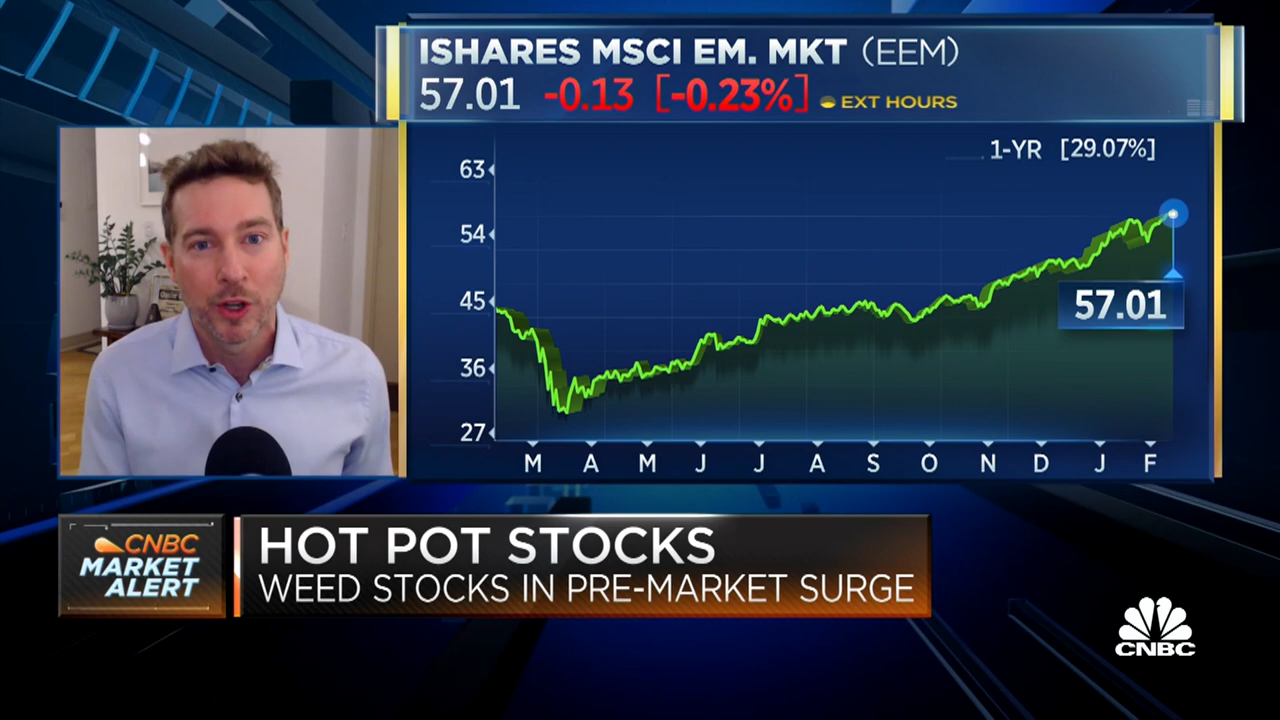 ISHARES MSCI EM. MKT (EEM)
57.01 -0.13 [-0.23%] EXT HOURS
1-YR [29.07%]
63
54
45
36
27
57.01
M A M J J A S O N D J F
CNBC
MARKET
ALERT
HOT POT STOCKS
WEED STOCKS IN PRE-MARKET SURGE
CNBC